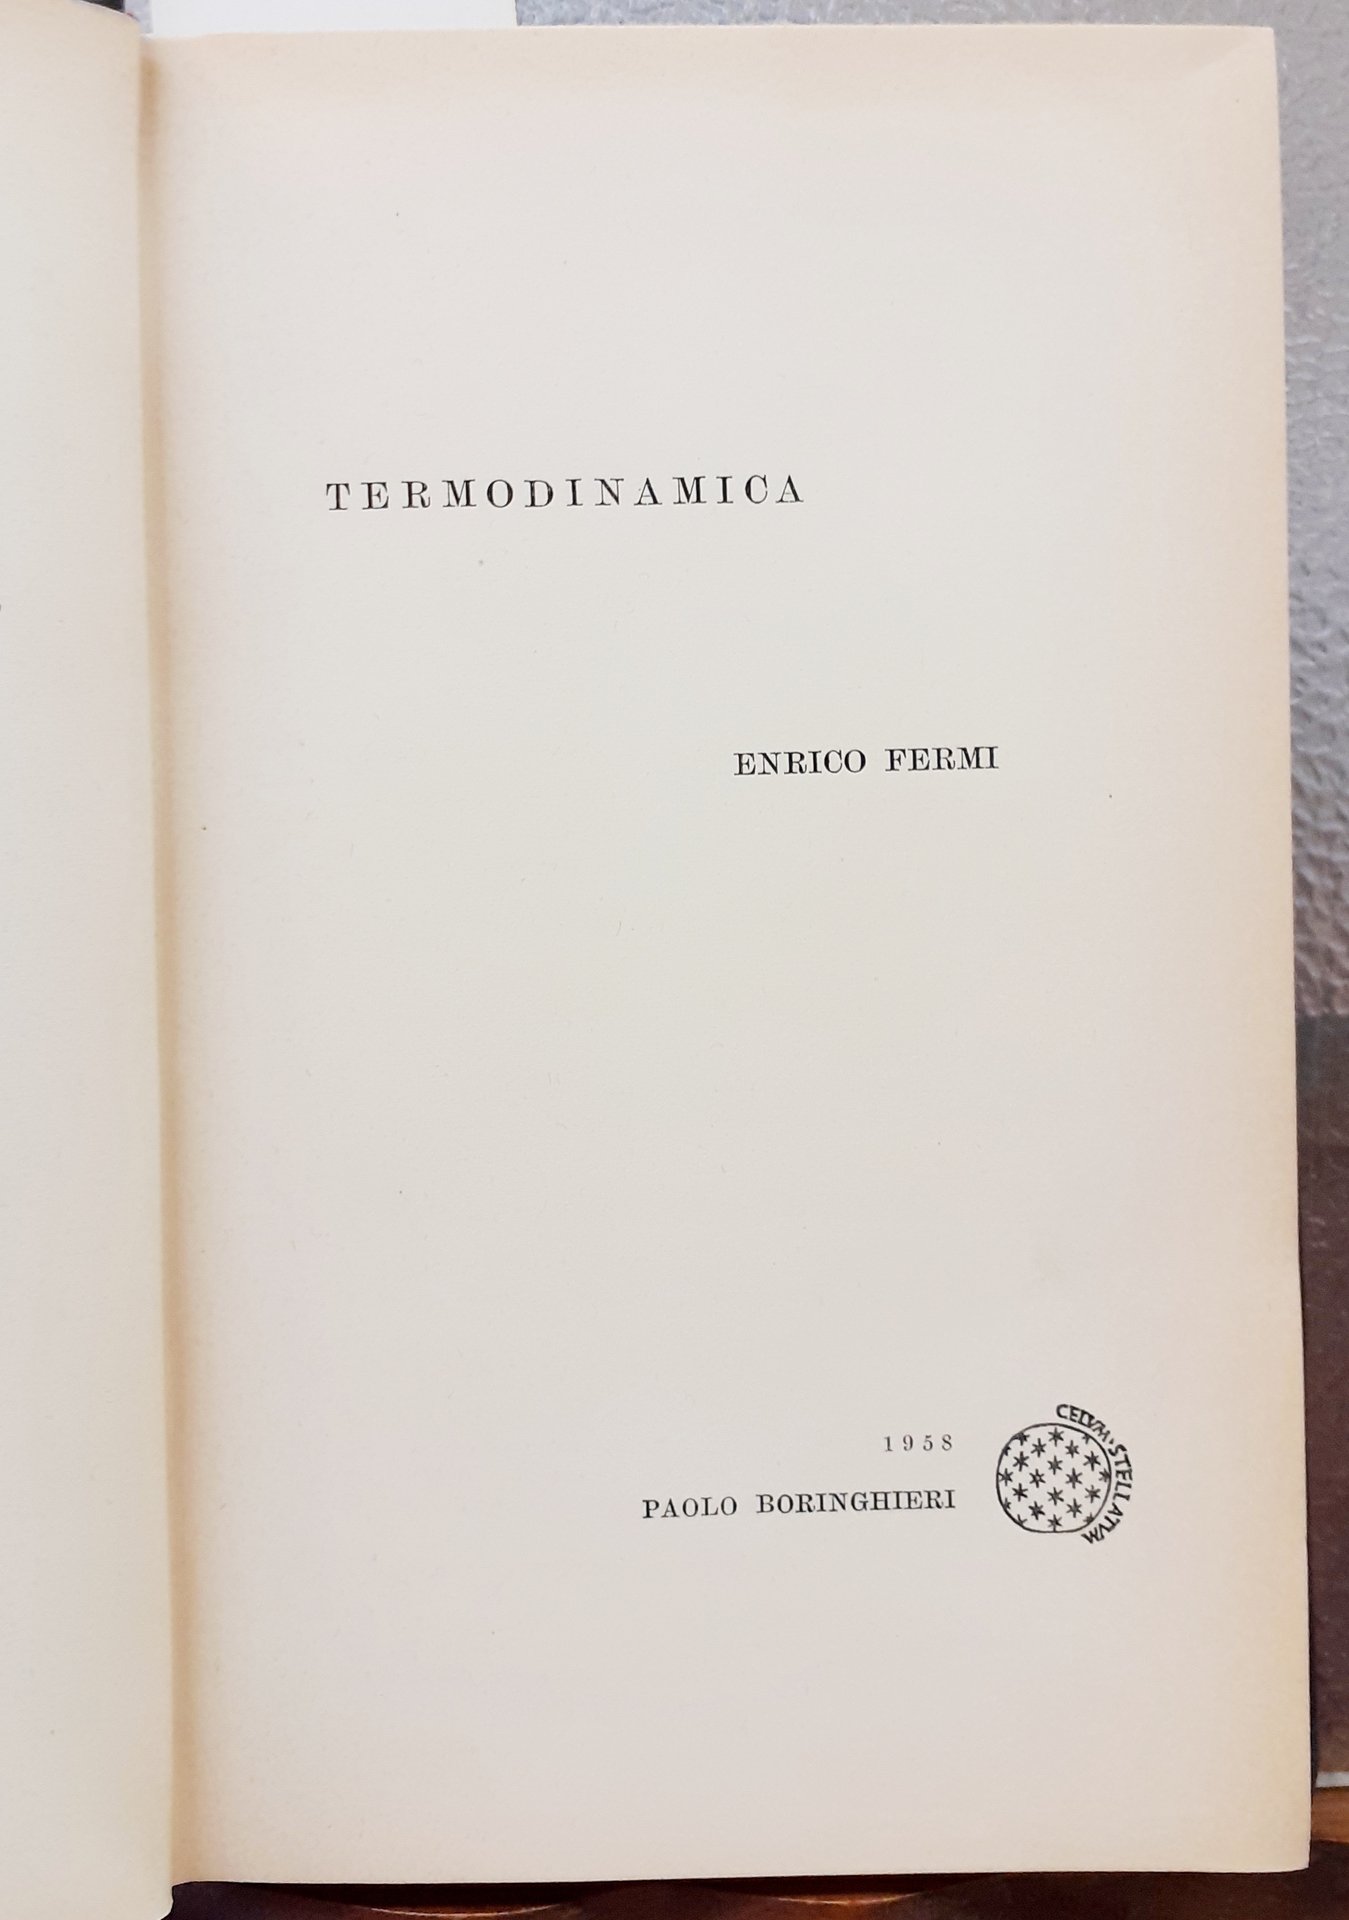 TERMODINAMICA
ENRICO FERMI
1958
PAOLO BORINGHIERI
CELVM · STELLATVM